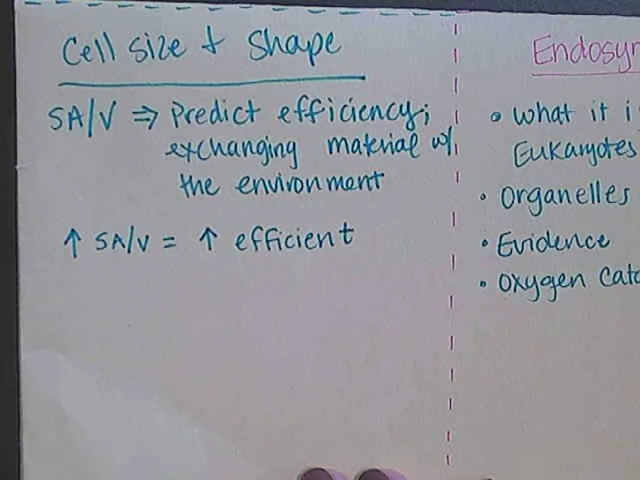 Cell size + shape
SA/V ⇒ Predict efficiency;
exchanging material w/
the environment
↑ SA/V = ↑ efficient
Endosym
• What it i
Eukaryotes
• Organelles
• Evidence
• Oxygen Cata